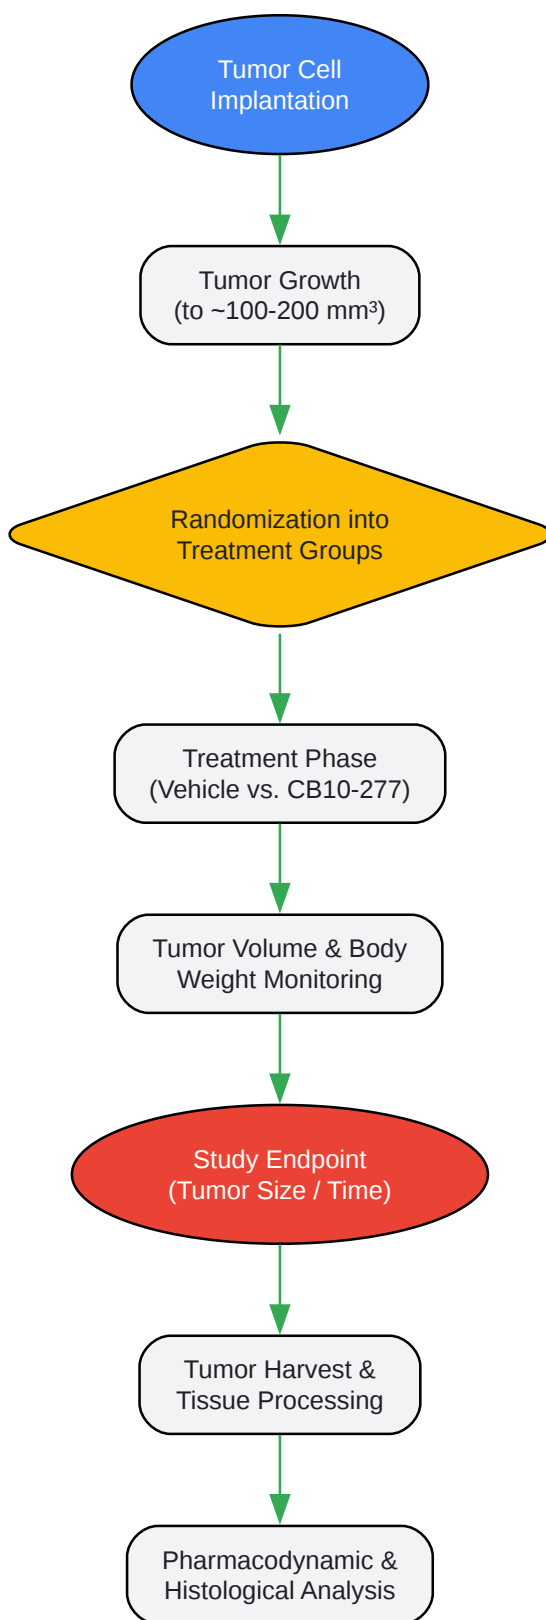 Tumor Cell
Implantation
Tumor Growth
(to ~100-200 mm³)
Randomization into
Treatment Groups
Treatment Phase
(Vehicle vs. CB10-277)
Tumor Volume & Body
Weight Monitoring
Study Endpoint
(Tumor Size / Time)
Tumor Harvest &
Tissue Processing
Pharmacodynamic &
Histological Analysis